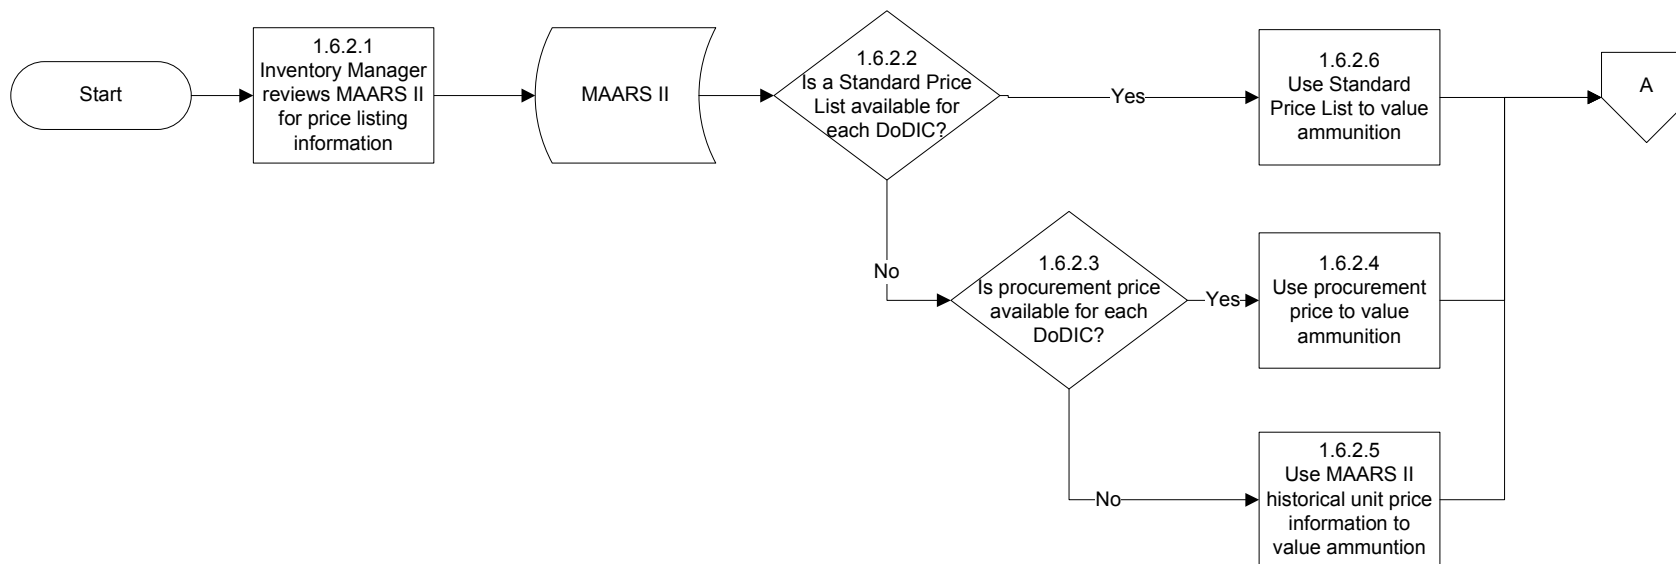 Start
1.6.2.1
Inventory Manager
reviews MAARS II
for price listing
information
MAARS II
1.6.2.2
Is a Standard Price
List available for
each DoDIC?
Yes
1.6.2.6
Use Standard
Price List to value
ammunition
A
No
1.6.2.3
Is procurement price
available for each
DoDIC?
Yes
1.6.2.4
Use procurement
price to value
ammunition
No
1.6.2.5
Use MAARS II
historical unit price
information to
value ammuntion